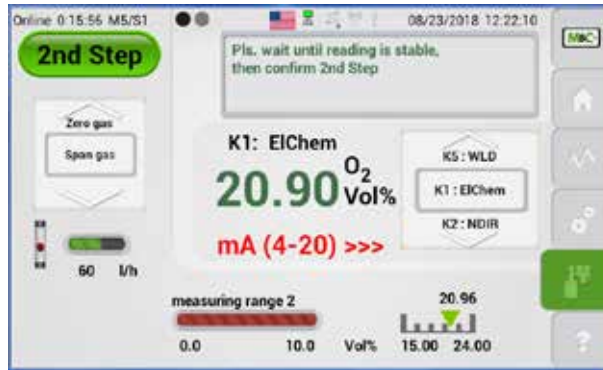 Online 0:15:56 M5/S1
08/23/2018 12:22:10
2nd Step
Pls. wait until reading is stable,
then confirm 2nd Step
Zero gas
Span gas
60 l/h
K1: ElChem
20.90 O2 Vol%
mA (4-20) >>>
K5 : WLD
K1 : ElChem
K2 : NDIR
measuring range 2
0.0 10.0 Vol%
20.96
15.00 24.00
?